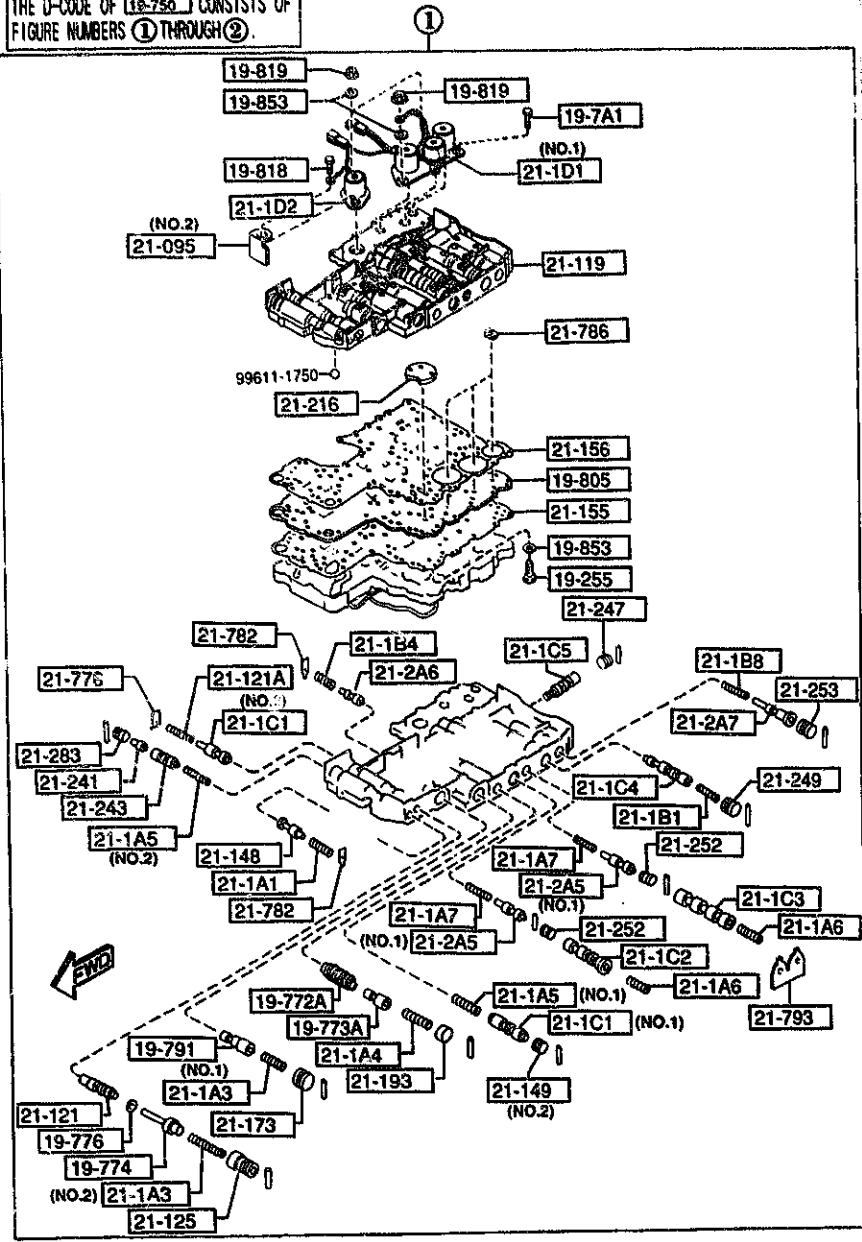 THE D-CODE OF 19-750 CONSISTS OF
FIGURE NUMBERS ① THROUGH ②.
①
19-819
19-853
19-819
19-7A1
(NO.1)
21-1D1
19-818
21-1D2
(NO.2)
21-095
21-119
21-786
99611-1750
21-216
21-156
19-805
21-155
19-853
19-255
21-247
21-782
21-1B4
21-2A6
21-1C5
21-1B8
21-253
21-2A7
21-776
21-121A
21-1C1
21-283
21-241
21-243
21-1A5
(NO.2)
21-1C4
21-249
21-1B1
21-252
21-148
21-1A1
21-782
21-1A7
21-2A5
(NO.1)
21-1C3
21-1A6
21-1A7
(NO.1) 21-2A5
21-252
21-1C2
21-1A6
21-793
FWD
19-772A
19-773A
21-1A4
21-193
21-1A5 (NO.1)
21-1C1 (NO.1)
21-149
(NO.2)
19-791
(NO.1)
21-1A3
21-173
21-121
19-776
19-774
(NO.2) 21-1A3
21-125